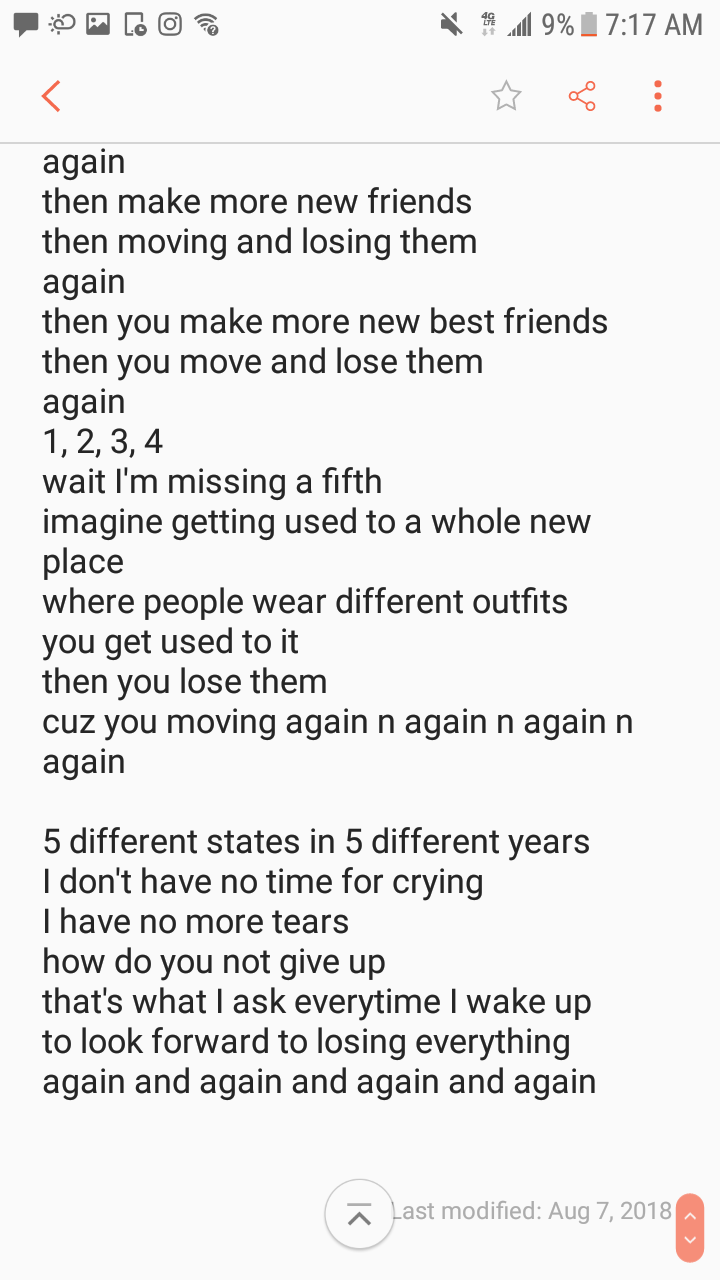 9% 7:17 AM
again
then make more new friends
then moving and losing them
again
then you make more new best friends
then you move and lose them
again
1, 2, 3, 4
wait I'm missing a fifth
imagine getting used to a whole new
place
where people wear different outfits
you get used to it
then you lose them
cuz you moving again n again n again n
again
5 different states in 5 different years
I don't have no time for crying
I have no more tears
how do you not give up
that's what I ask everytime I wake up
to look forward to losing everything
again and again and again and again
Last modified: Aug 7, 2018